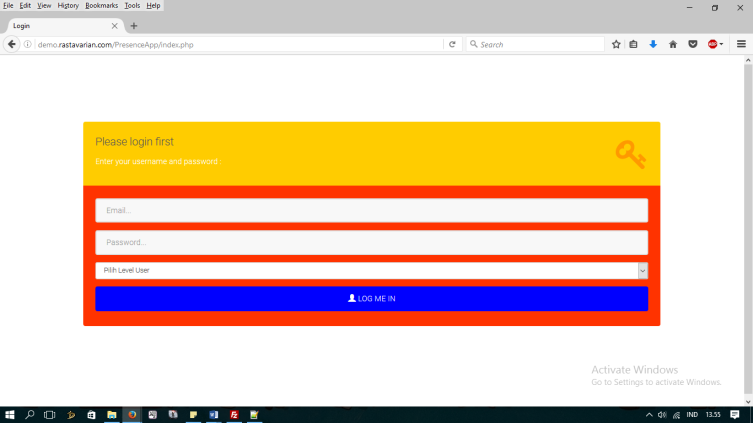 File Edit View History Bookmarks Tools Help
Login
demo.rastavarian.com/PresenceApp/index.php
Search
ABP
Please login first
Enter your username and password :
Email...
Password...
Pilih Level User
LOG ME IN
Activate Windows
Go to Settings to activate Windows.
IND 13.55